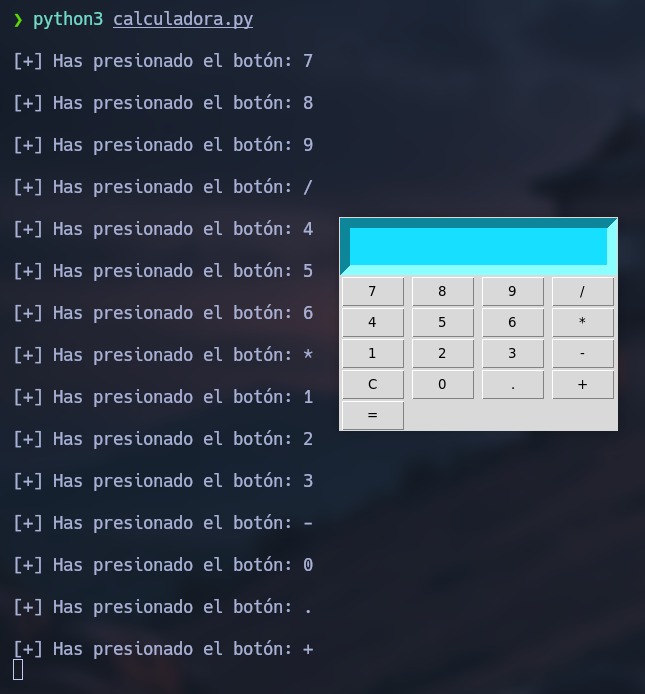 ❯ python3 calculadora.py
[+] Has presionado el botón: 7
[+] Has presionado el botón: 8
[+] Has presionado el botón: 9
[+] Has presionado el botón: /
[+] Has presionado el botón: 4
[+] Has presionado el botón: 5
[+] Has presionado el botón: 6
[+] Has presionado el botón: *
[+] Has presionado el botón: 1
[+] Has presionado el botón: 2
[+] Has presionado el botón: 3
[+] Has presionado el botón: -
[+] Has presionado el botón: 0
[+] Has presionado el botón: .
[+] Has presionado el botón: +
7 8 9 /
4 5 6 *
1 2 3 -
C 0 . +
=